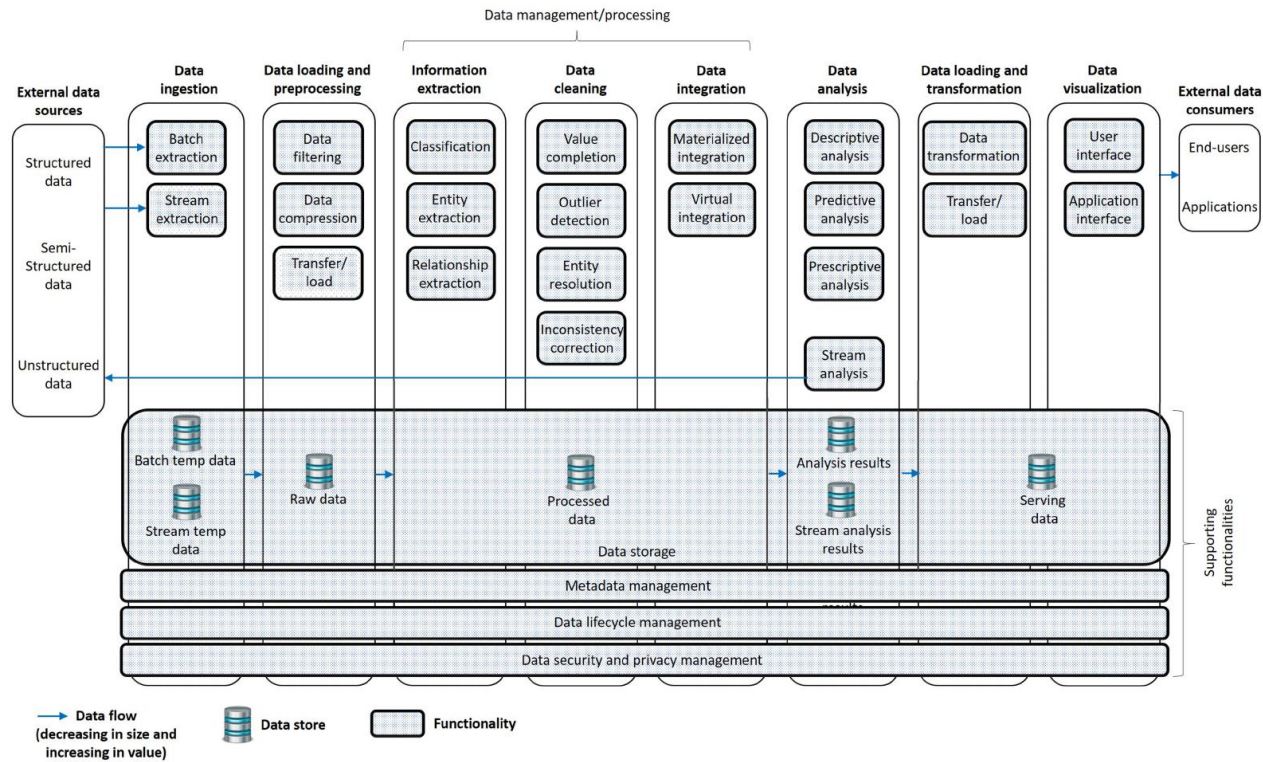 Data management/processing
External data
sources
Data
ingestion
Data loading and
preprocessing
Information
extraction
Data
cleaning
Data
integration
Data
analysis
Data loading and
transformation
Data
visualization
External data
consumers
Structured
data
Semi-
Structured
data
Unstructured
data
Batch
extraction
Stream
extraction
Data
filtering
Data
compression
Transfer/
load
Classification
Entity
extraction
Relationship
extraction
Value
completion
Outlier
detection
Entity
resolution
Inconsistency
correction
Materialized
integration
Virtual
integration
Descriptive
analysis
Predictive
analysis
Prescriptive
analysis
Stream
analysis
Data
transformation
Transfer/
load
User
interface
Application
interface
End-users
Applications
Batch temp data
Stream temp
data
Raw data
Processed
data
Analysis results
Stream analysis
results
Serving
data
Data storage
Metadata management
results
Data lifecycle management
Data security and privacy management
Supporting
functionalities
Data flow
(decreasing in size and
increasing in value)
Data store
Functionality